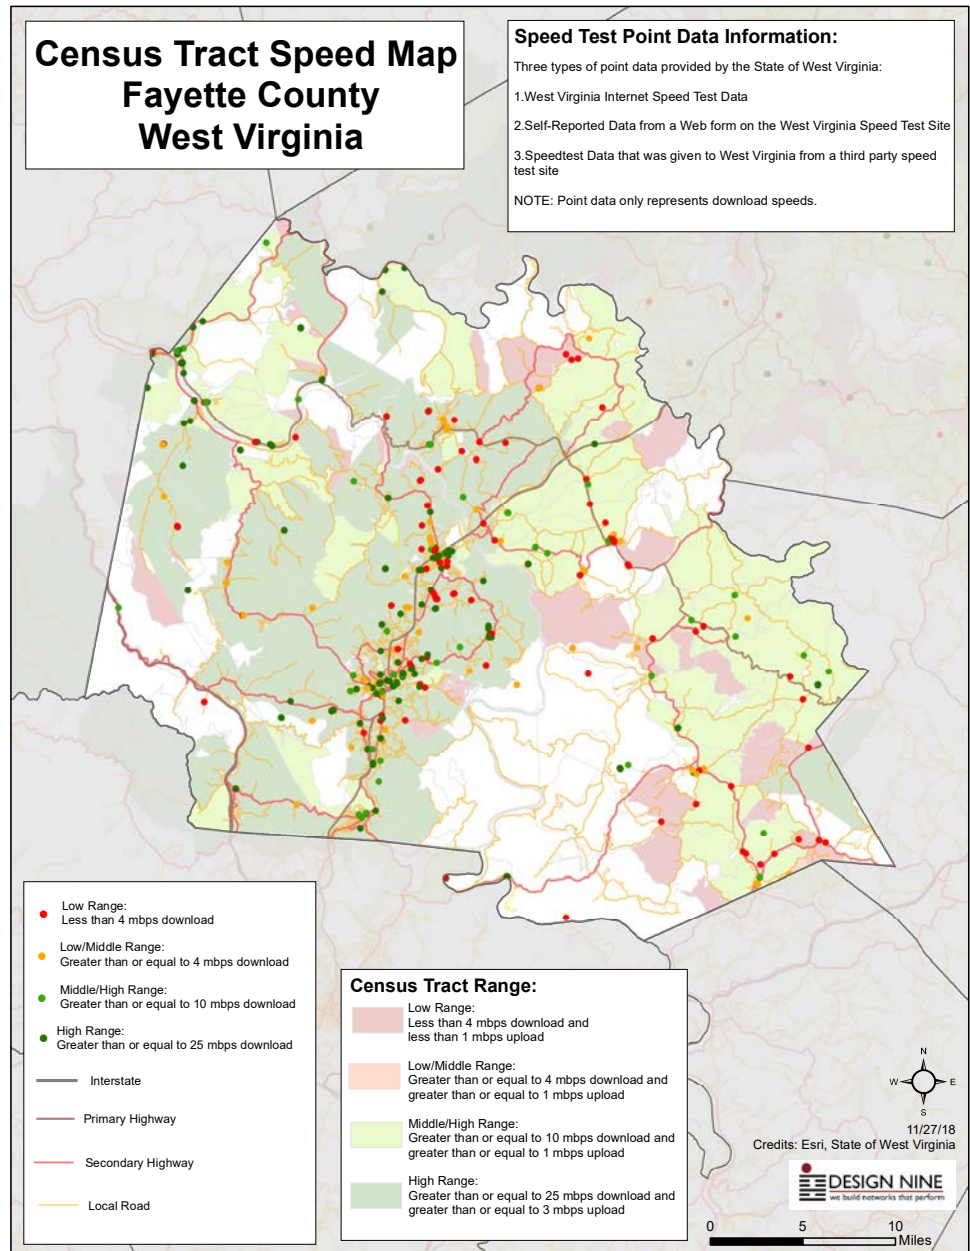 Census Tract Speed Map
Fayette County
West Virginia
Speed Test Point Data Information:
Three types of point data provided by the State of West Virginia:
1.West Virginia Internet Speed Test Data
2.Self-Reported Data from a Web form on the West Virginia Speed Test Site
3.Speedtest Data that was given to West Virginia from a third party speed
test site
NOTE: Point data only represents download speeds.
Low Range:
Less than 4 mbps download
Low/Middle Range:
Greater than or equal to 4 mbps download
Middle/High Range:
Greater than or equal to 10 mbps download
High Range:
Greater than or equal to 25 mbps download
Interstate
Primary Highway
Secondary Highway
Local Road
Census Tract Range:
Low Range:
Less than 4 mbps download and
less than 1 mbps upload
Low/Middle Range:
Greater than or equal to 4 mbps download and
greater than or equal to 1 mbps upload
Middle/High Range:
Greater than or equal to 10 mbps download and
greater than or equal to 1 mbps upload
High Range:
Greater than or equal to 25 mbps download and
greater than or equal to 3 mbps upload
N
W E
S
11/27/18
Credits: Esri, State of West Virginia
DESIGN NINE
we build networks that perform
0 5 10
Miles